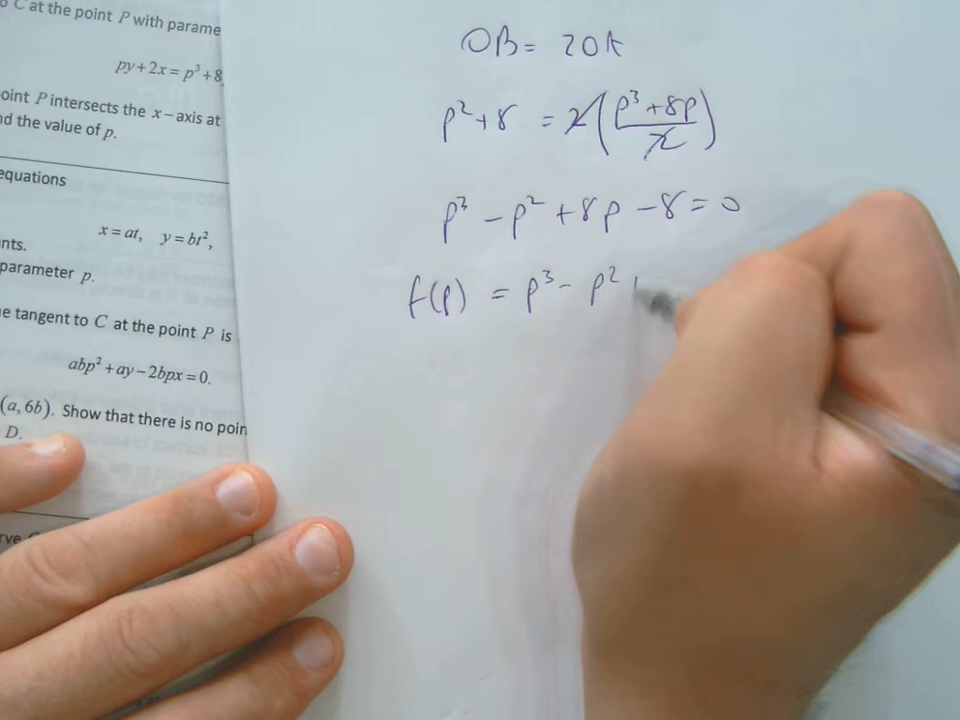 C at the point P with parame
py + 2x = p³ + 8
oint P intersects the x – axis at
nd the value of p.
equations
x = at, y = bt²,
nts.
parameter p.
e tangent to C at the point P is
abp² + ay – 2bpx = 0.
(a, 6b). Show that there is no poin
D.
rve
OB = 2OA
p² + 8 = 2(p³ + 8p / 2)
p³ – p² + 8p – 8 = 0
f(p) = p³ – p²